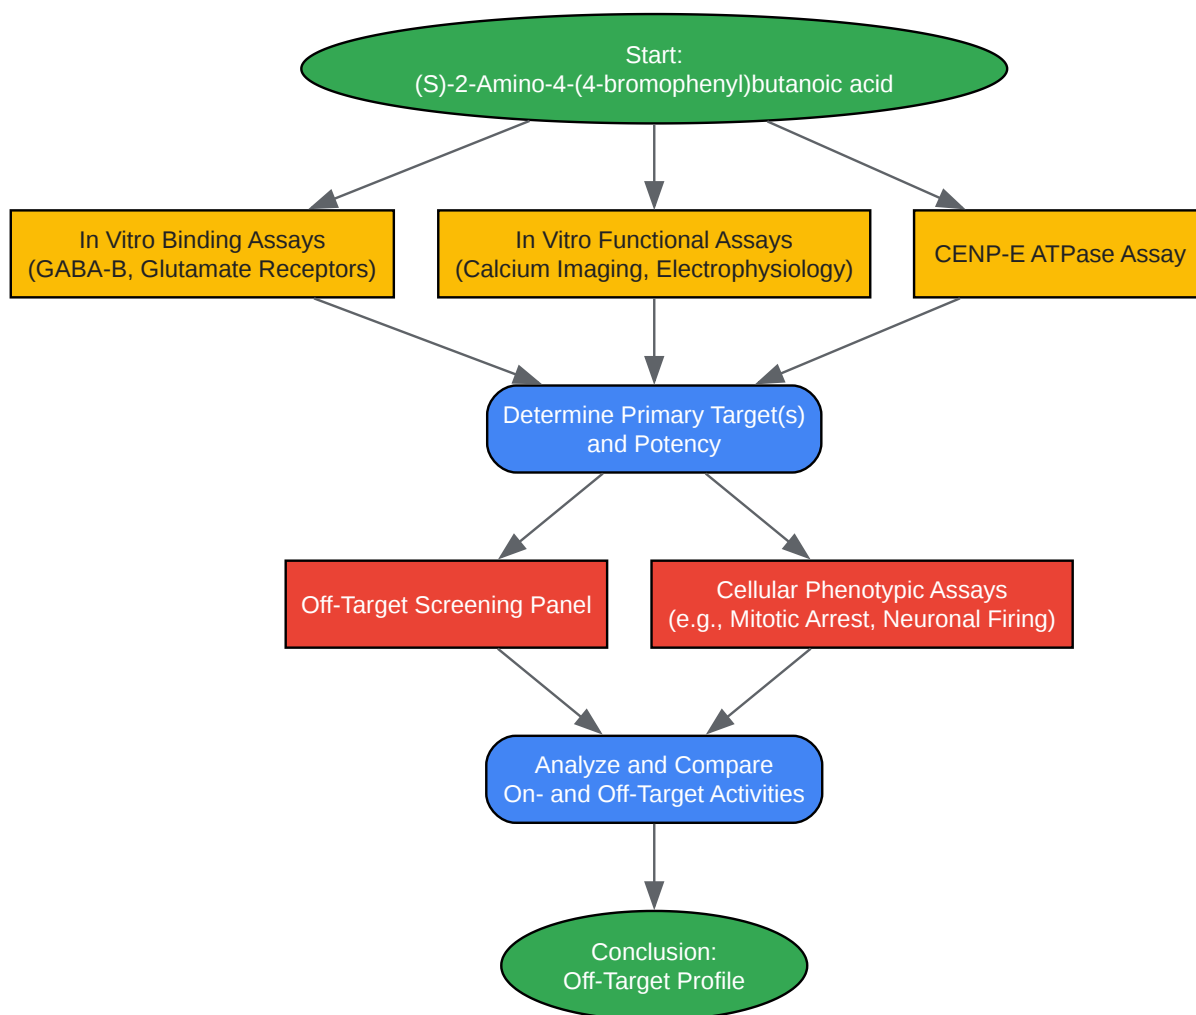 Start:
(S)-2-Amino-4-(4-bromophenyl)butanoic acid
In Vitro Binding Assays
(GABA-B, Glutamate Receptors)
In Vitro Functional Assays
(Calcium Imaging, Electrophysiology)
CENP-E ATPase Assay
Determine Primary Target(s)
and Potency
Off-Target Screening Panel
Cellular Phenotypic Assays
(e.g., Mitotic Arrest, Neuronal Firing)
Analyze and Compare
On- and Off-Target Activities
Conclusion:
Off-Target Profile